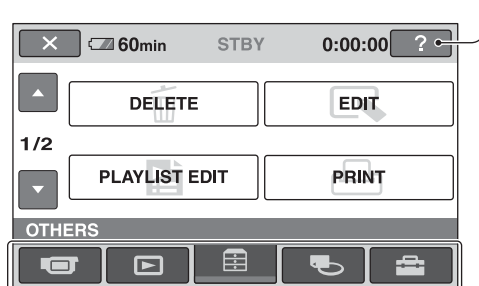 × 60min STBY 0:00:00 ?
DELETE EDIT
1/2
PLAYLIST EDIT PRINT
OTHERS